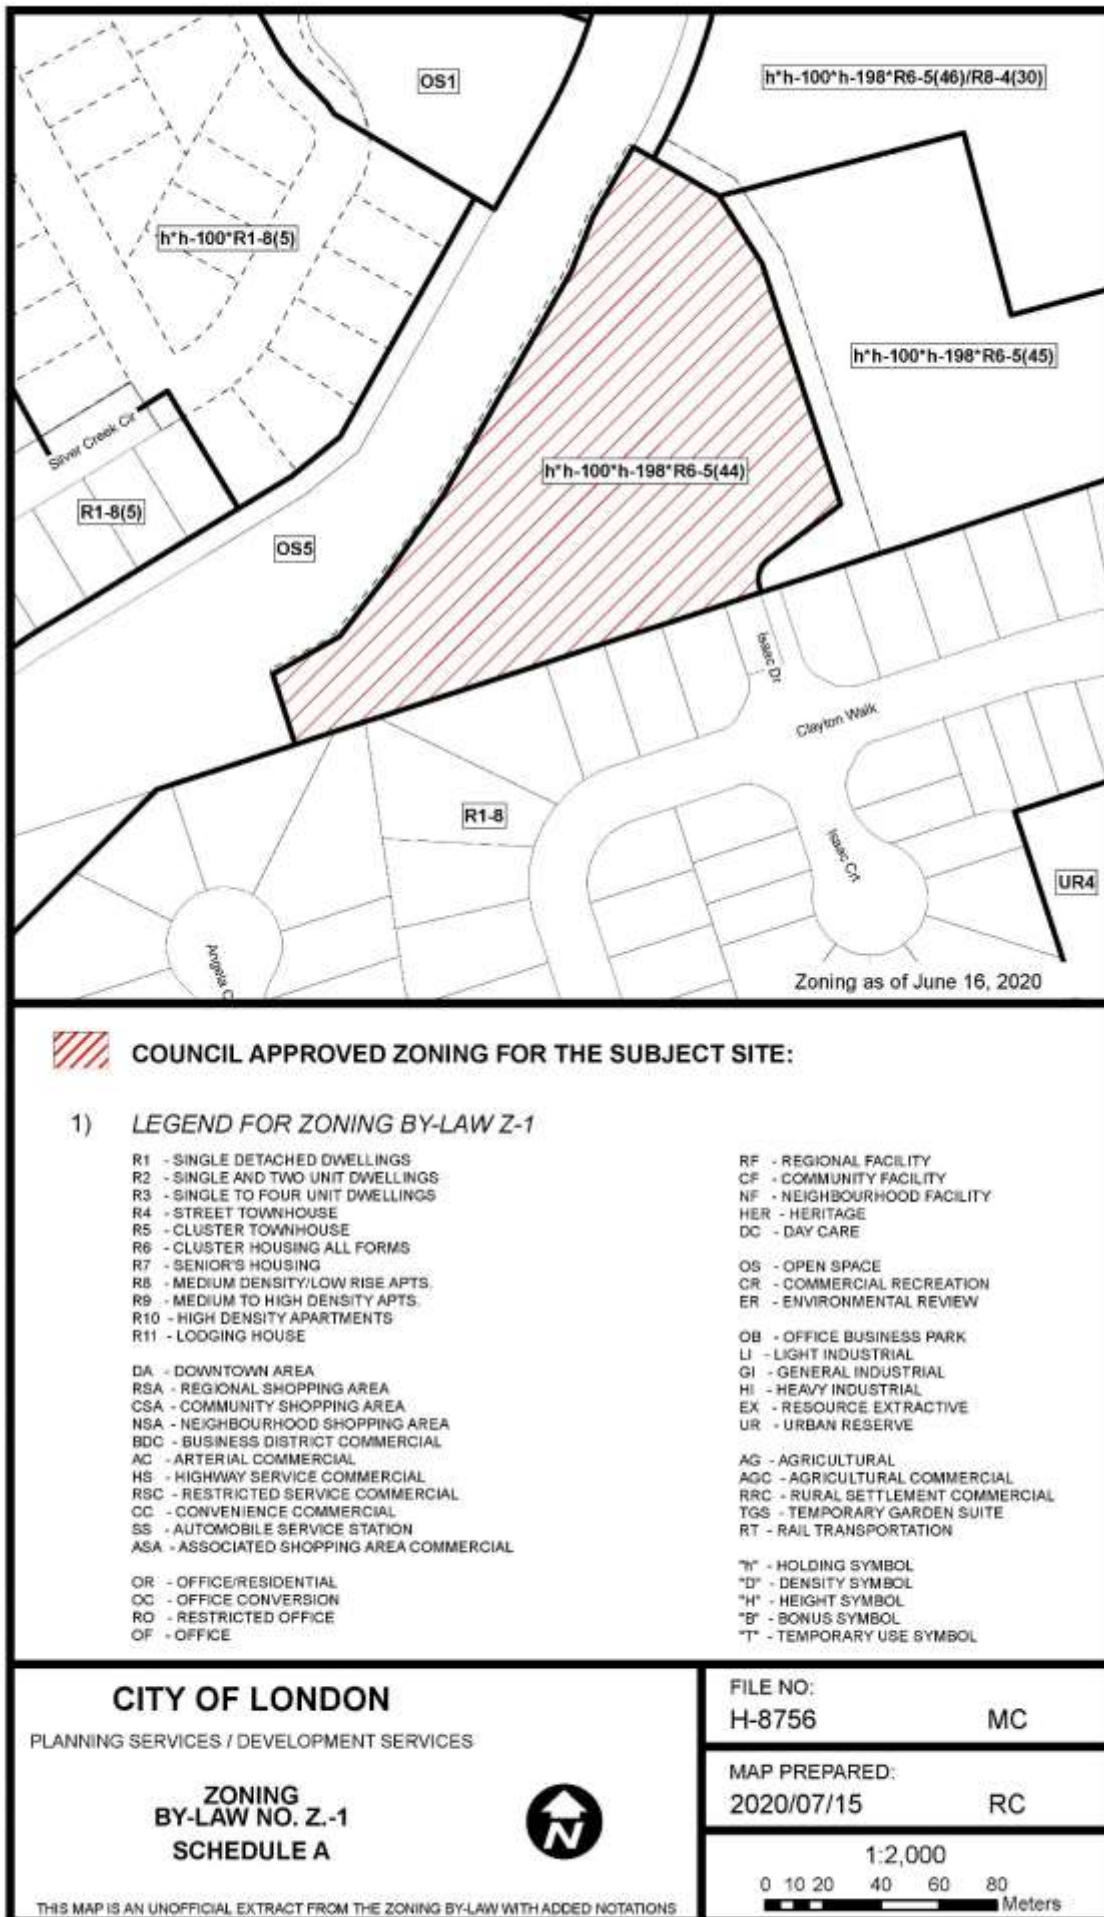 OS1
h*h-100*h-198*R6-5(46)/R8-4(30)
h*h-100*R1-8(5)
h*h-100*h-198*R6-5(45)
Silver Creek Cir
h*h-100*h-198*R6-5(44)
R1-8(5)
OS5
Isaac Dr
Clayton Walk
R1-8
Isaac Crt
UR4
Angela C
Zoning as of June 16, 2020
COUNCIL APPROVED ZONING FOR THE SUBJECT SITE:
1) LEGEND FOR ZONING BY-LAW Z-1
R1 - SINGLE DETACHED DWELLINGS
R2 - SINGLE AND TWO UNIT DWELLINGS
R3 - SINGLE TO FOUR UNIT DWELLINGS
R4 - STREET TOWNHOUSE
R5 - CLUSTER TOWNHOUSE
R6 - CLUSTER HOUSING ALL FORMS
R7 - SENIOR'S HOUSING
R8 - MEDIUM DENSITY/LOW RISE APTS.
R9 - MEDIUM TO HIGH DENSITY APTS.
R10 - HIGH DENSITY APARTMENTS
R11 - LODGING HOUSE
DA - DOWNTOWN AREA
RSA - REGIONAL SHOPPING AREA
CSA - COMMUNITY SHOPPING AREA
NSA - NEIGHBOURHOOD SHOPPING AREA
BDC - BUSINESS DISTRICT COMMERCIAL
AC - ARTERIAL COMMERCIAL
HS - HIGHWAY SERVICE COMMERCIAL
RSC - RESTRICTED SERVICE COMMERCIAL
CC - CONVENIENCE COMMERCIAL
SS - AUTOMOBILE SERVICE STATION
ASA - ASSOCIATED SHOPPING AREA COMMERCIAL
OR - OFFICE/RESIDENTIAL
OC - OFFICE CONVERSION
RO - RESTRICTED OFFICE
OF - OFFICE
RF - REGIONAL FACILITY
CF - COMMUNITY FACILITY
NF - NEIGHBOURHOOD FACILITY
HER - HERITAGE
DC - DAY CARE
OS - OPEN SPACE
CR - COMMERCIAL RECREATION
ER - ENVIRONMENTAL REVIEW
OB - OFFICE BUSINESS PARK
LI - LIGHT INDUSTRIAL
GI - GENERAL INDUSTRIAL
HI - HEAVY INDUSTRIAL
EX - RESOURCE EXTRACTIVE
UR - URBAN RESERVE
AG - AGRICULTURAL
AGC - AGRICULTURAL COMMERCIAL
RRC - RURAL SETTLEMENT COMMERCIAL
TGS - TEMPORARY GARDEN SUITE
RT - RAIL TRANSPORTATION
"h" - HOLDING SYMBOL
"D" - DENSITY SYMBOL
"H" - HEIGHT SYMBOL
"B" - BONUS SYMBOL
"T" - TEMPORARY USE SYMBOL
CITY OF LONDON
PLANNING SERVICES / DEVELOPMENT SERVICES
ZONING
BY-LAW NO. Z.-1
SCHEDULE A
N
THIS MAP IS AN UNOFFICIAL EXTRACT FROM THE ZONING BY-LAW WITH ADDED NOTATIONS
FILE NO:
H-8756 MC
MAP PREPARED:
2020/07/15 RC
1:2,000
0 10 20 40 60 80
Meters